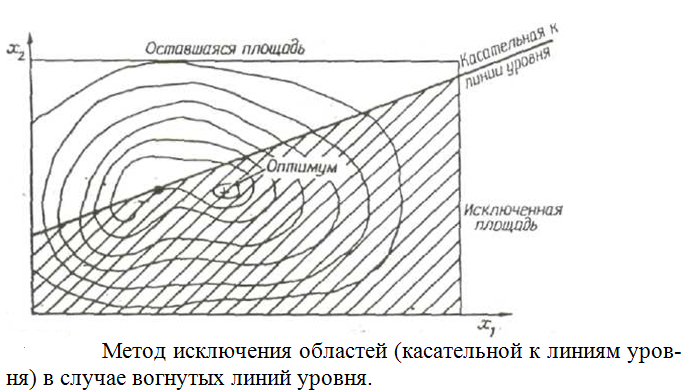 x₂
Оставшаяся площадь
Касательная к
линии уровня
Оптимум
Исключенная
площадь
x₁
Метод исключения областей (касательной к линиям уров-
ня) в случае вогнутых линий уровня.